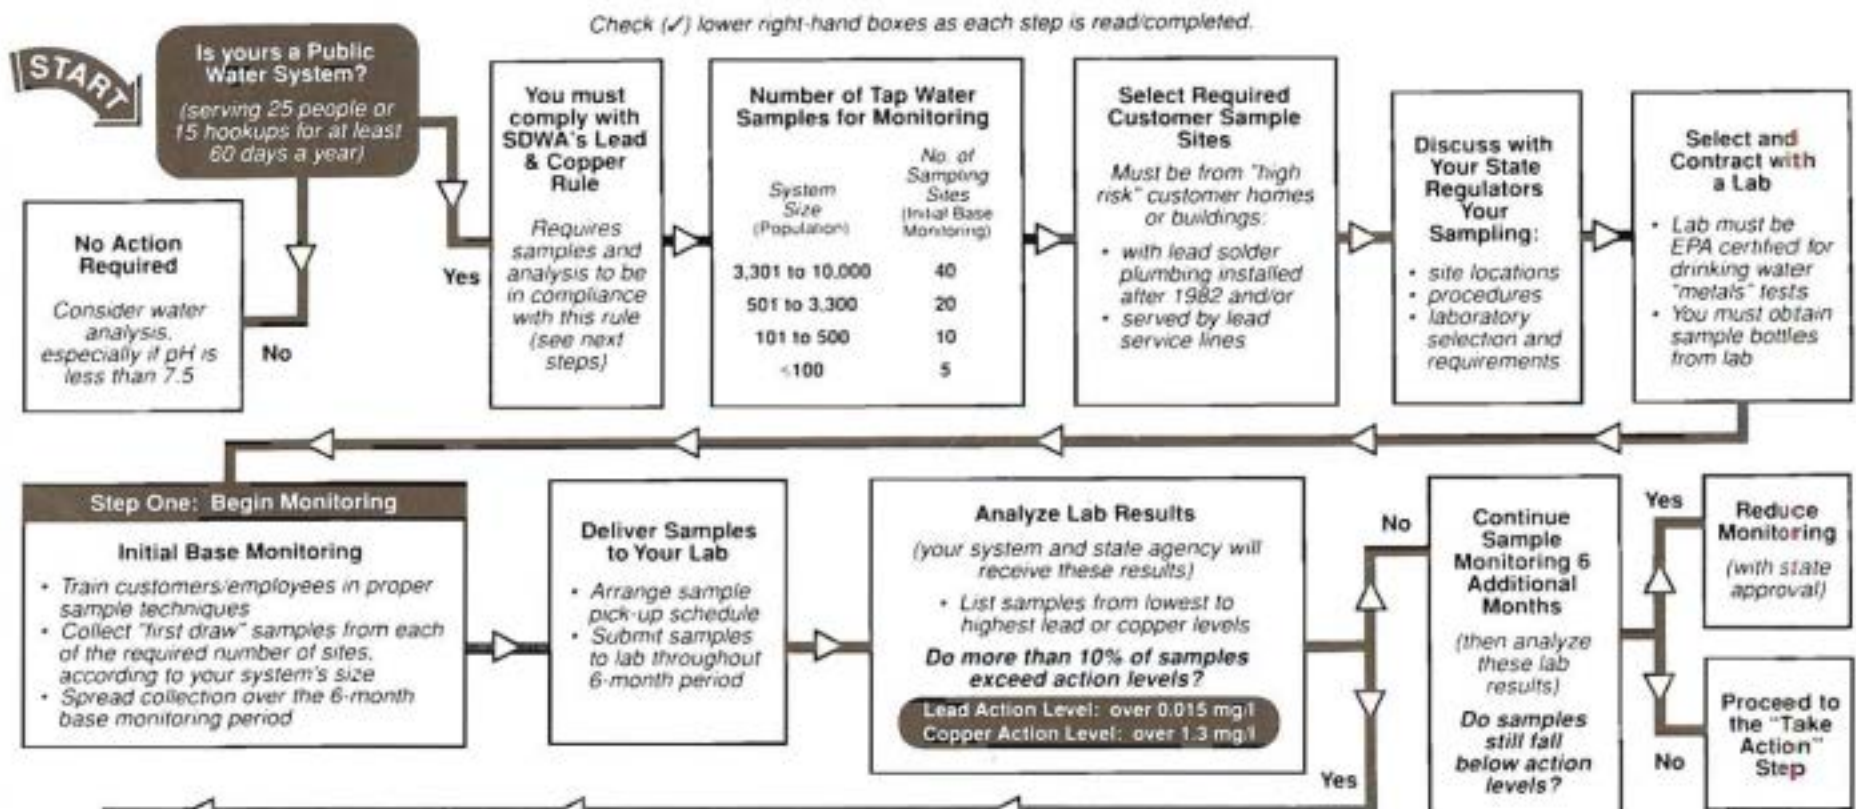 Check (✓) lower right-hand boxes as each step is read/completed.
START
Is yours a Public
Water System?
(serving 25 people or
15 hookups for at least
60 days a year)
No Action
Required
Consider water
analysis,
especially if pH is
less than 7.5
No
Yes
You must
comply with
SDWA's Lead
& Copper
Rule
Requires
samples and
analysis to be
in compliance
with this rule
(see next
steps)
Number of Tap Water
Samples for Monitoring
System
Size
(Population)
No. of
Sampling
Sites
(Initial Base
Monitoring)
3,301 to 10,000 40
501 to 3,300 20
101 to 500 10
≤100 5
Select Required
Customer Sample
Sites
Must be from "high
risk" customer homes
or buildings:
• with lead solder
plumbing installed
after 1982 and/or
• served by lead
service lines
Discuss with
Your State
Regulators
Your
Sampling:
• site locations
• procedures
• laboratory
selection and
requirements
Select and
Contract with
a Lab
• Lab must be
EPA certified for
drinking water
"metals" tests
• You must obtain
sample bottles
from lab
Step One: Begin Monitoring
Initial Base Monitoring
• Train customers/employees in proper
sample techniques
• Collect "first draw" samples from each
of the required number of sites,
according to your system's size
• Spread collection over the 6-month
base monitoring period
Deliver Samples
to Your Lab
• Arrange sample
pick-up schedule
• Submit samples
to lab throughout
6-month period
Analyze Lab Results
(your system and state agency will
receive these results)
• List samples from lowest to
highest lead or copper levels
Do more than 10% of samples
exceed action levels?
Lead Action Level: over 0.015 mg/l
Copper Action Level: over 1.3 mg/l
No
Yes
Continue
Sample
Monitoring 6
Additional
Months
(then analyze
these lab
results)
Do samples
still fall
below action
levels?
Yes
Reduce
Monitoring
(with state
approval)
No
Proceed to
the "Take
Action"
Step